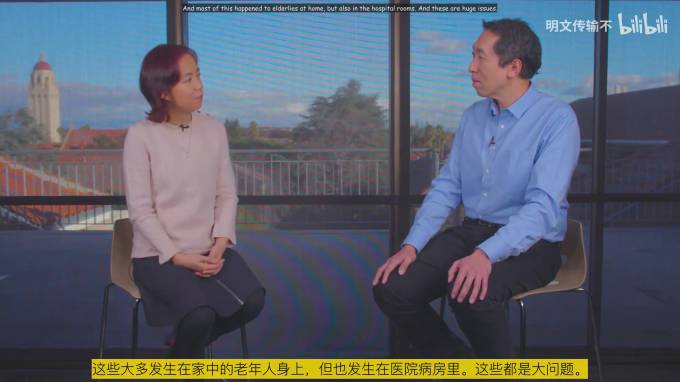 And most of this happened to elderlies at home, but also in the hospital rooms. And these are huge issues.
明文传输不 bilibili
这些大多发生在家中的老年人身上，但也发生在医院病房里。这些都是大问题。